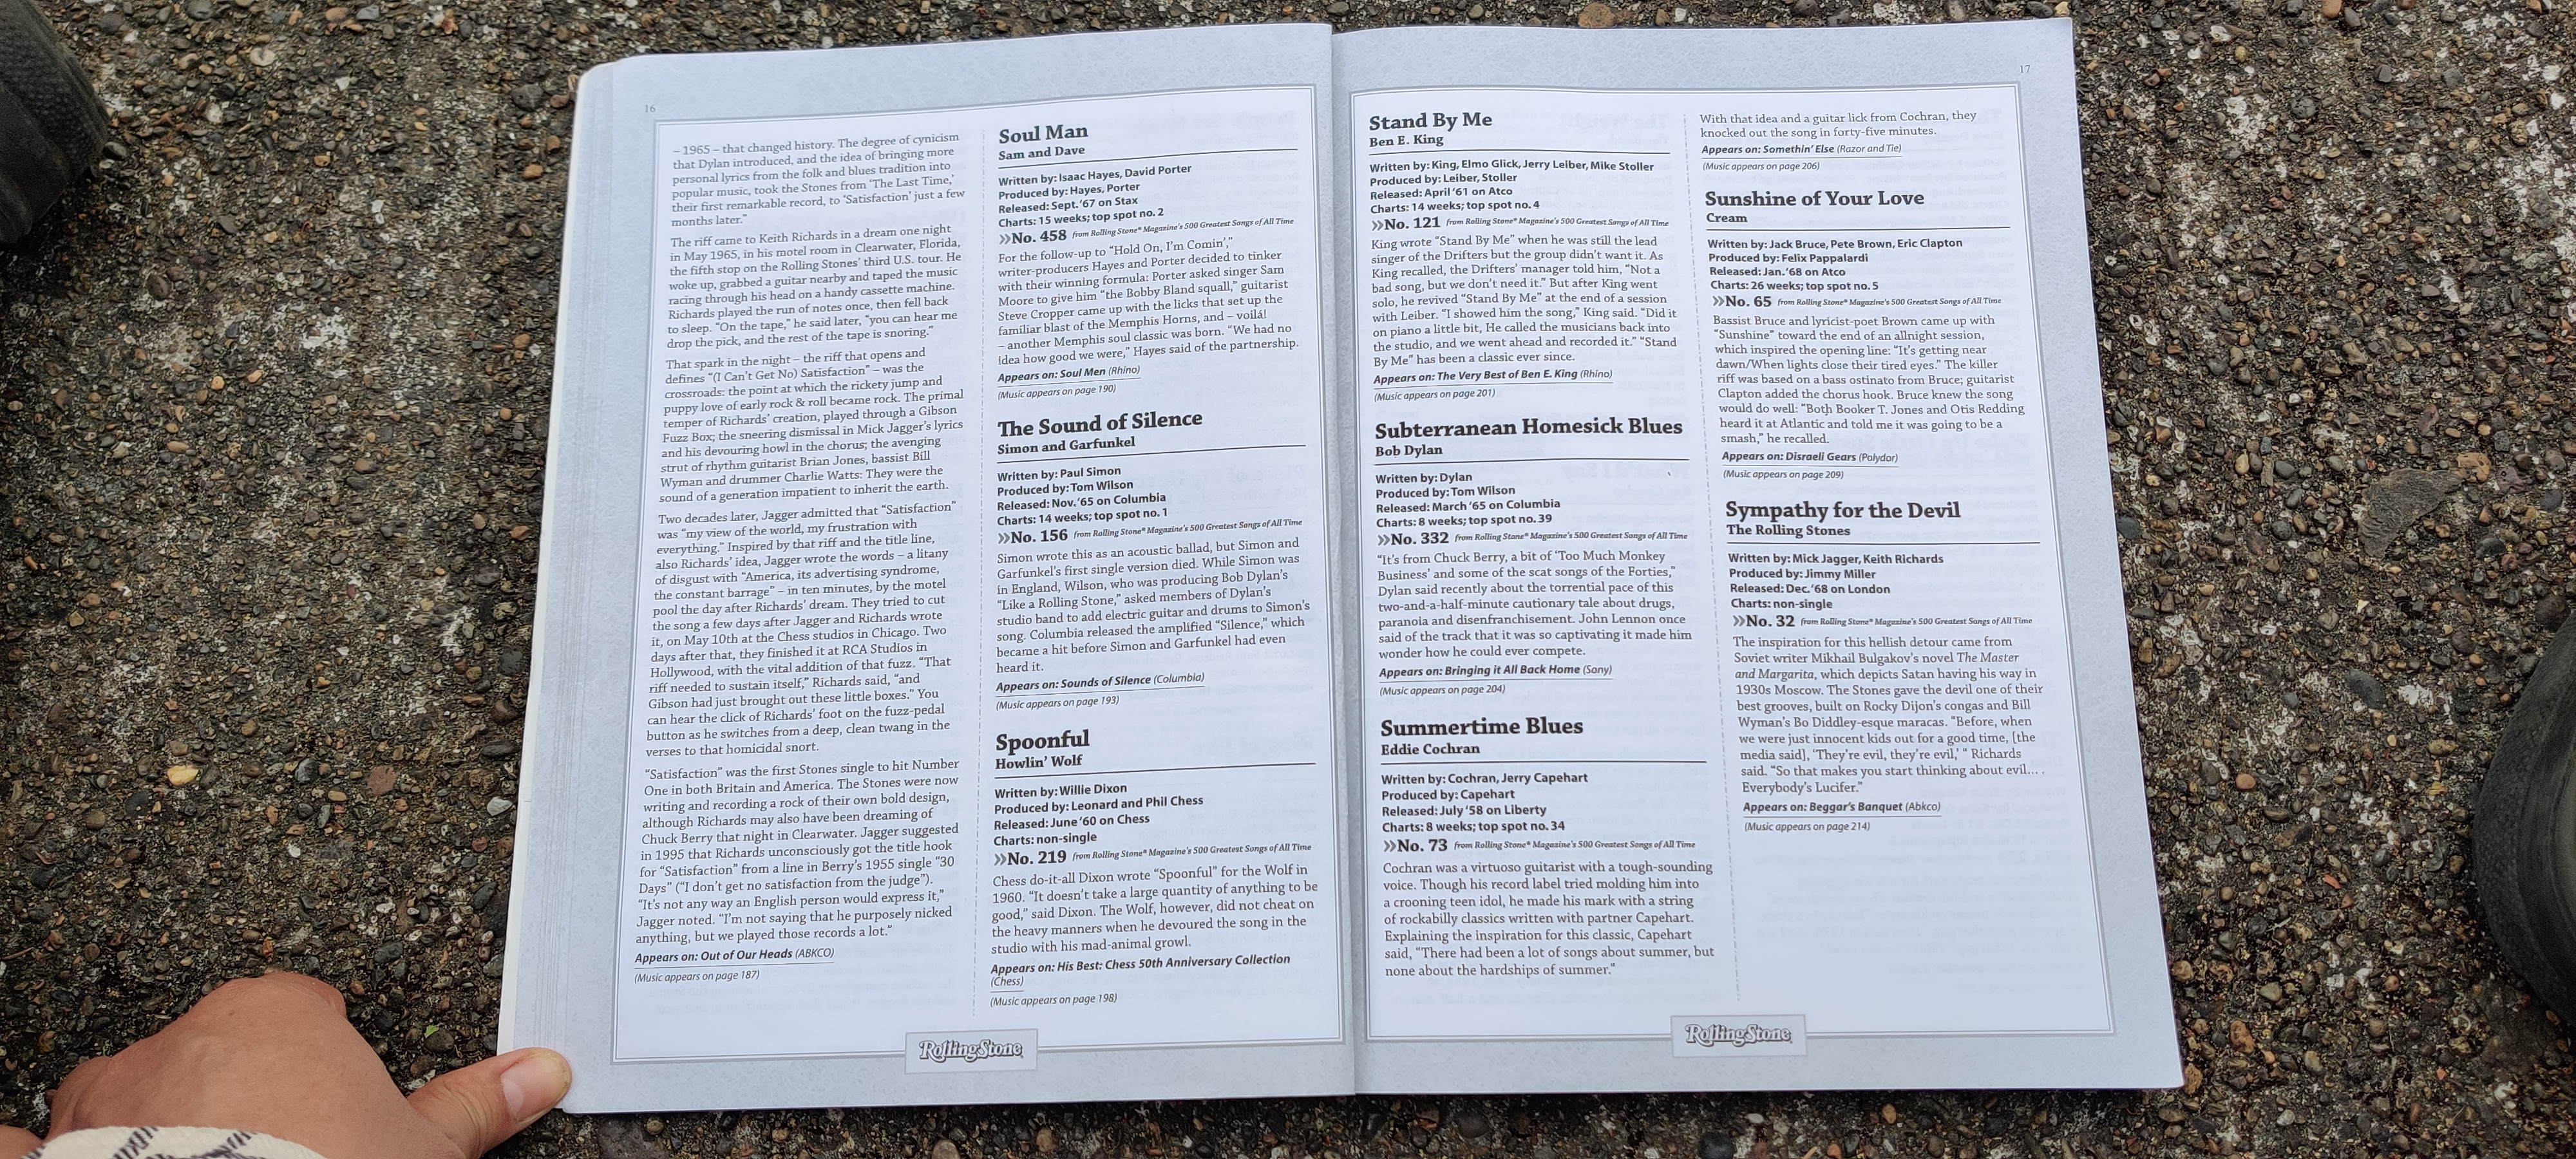 16
– 1965 – that changed history. The degree of cynicism
that Dylan introduced, and the idea of bringing more
personal lyrics from the folk and blues tradition into
popular music, took the Stones from ‘The Last Time,’
their first remarkable record, to ‘Satisfaction’ just a few
months later.”
The riff came to Keith Richards in a dream one night
in May 1965, in his motel room in Clearwater, Florida,
the fifth stop on the Rolling Stones’ third U.S. tour. He
woke up, grabbed a guitar nearby and taped the music
racing through his head on a handy cassette machine.
Richards played the run of notes once, then fell back
to sleep. “On the tape,” he said later, “you can hear me
drop the pick, and the rest of the tape is snoring.”
That spark in the night – the riff that opens and
defines “(I Can’t Get No) Satisfaction” – was the
crossroads: the point at which the rickety jump and
puppy love of early rock & roll became rock. The primal
temper of Richards’ creation, played through a Gibson
Fuzz Box; the sneering dismissal in Mick Jagger’s lyrics
and his devouring howl in the chorus; the avenging
strut of rhythm guitarist Brian Jones, bassist Bill
Wyman and drummer Charlie Watts: They were the
sound of a generation impatient to inherit the earth.
Two decades later, Jagger admitted that “Satisfaction”
was “my view of the world, my frustration with
everything.” Inspired by that riff and the title line,
also Richards’ idea, Jagger wrote the words – a litany
of disgust with “America, its advertising syndrome,
the constant barrage” – in ten minutes, by the motel
pool the day after Richards’ dream. They tried to cut
the song a few days after Jagger and Richards wrote
it, on May 10th at the Chess studios in Chicago. Two
days after that, they finished it at RCA Studios in
Hollywood, with the vital addition of that fuzz. “That
riff needed to sustain itself,” Richards said, “and
Gibson had just brought out these little boxes.” You
can hear the click of Richards’ foot on the fuzz-pedal
button as he switches from a deep, clean twang in the
verses to that homicidal snort.
“Satisfaction” was the first Stones single to hit Number
One in both Britain and America. The Stones were now
writing and recording a rock of their own bold design,
although Richards may also have been dreaming of
Chuck Berry that night in Clearwater. Jagger suggested
in 1995 that Richards unconsciously got the title hook
for “Satisfaction” from a line in Berry’s 1955 single “30
Days” (“I don’t get no satisfaction from the judge”).
“It’s not any way an English person would express it,”
Jagger noted. “I’m not saying that he purposely nicked
anything, but we played those records a lot.”
Appears on: Out of Our Heads (ABKCO)
(Music appears on page 187)
Soul Man
Sam and Dave
Written by: Isaac Hayes, David Porter
Produced by: Hayes, Porter
Released: Sept. ’67 on Stax
Charts: 15 weeks; top spot no. 2
»No. 458 from Rolling Stone® Magazine’s 500 Greatest Songs of All Time
For the follow-up to “Hold On, I’m Comin’,”
writer-producers Hayes and Porter decided to tinker
with their winning formula: Porter asked singer Sam
Moore to give him “the Bobby Bland squall,” guitarist
Steve Cropper came up with the licks that set up the
familiar blast of the Memphis Horns, and – voilá!
– another Memphis soul classic was born. “We had no
idea how good we were,” Hayes said of the partnership.
Appears on: Soul Men (Rhino)
(Music appears on page 190)
The Sound of Silence
Simon and Garfunkel
Written by: Paul Simon
Produced by: Tom Wilson
Released: Nov. ’65 on Columbia
Charts: 14 weeks; top spot no. 1
»No. 156 from Rolling Stone® Magazine’s 500 Greatest Songs of All Time
Simon wrote this as an acoustic ballad, but Simon and
Garfunkel’s first single version died. While Simon was
in England, Wilson, who was producing Bob Dylan’s
“Like a Rolling Stone,” asked members of Dylan’s
studio band to add electric guitar and drums to Simon’s
song. Columbia released the amplified “Silence,” which
became a hit before Simon and Garfunkel had even
heard it.
Appears on: Sounds of Silence (Columbia)
(Music appears on page 193)
Spoonful
Howlin’ Wolf
Written by: Willie Dixon
Produced by: Leonard and Phil Chess
Released: June ’60 on Chess
Charts: non-single
»No. 219 from Rolling Stone® Magazine’s 500 Greatest Songs of All Time
Chess do-it-all Dixon wrote “Spoonful” for the Wolf in
1960. “It doesn’t take a large quantity of anything to be
good,” said Dixon. The Wolf, however, did not cheat on
the heavy manners when he devoured the song in the
studio with his mad-animal growl.
Appears on: His Best: Chess 50th Anniversary Collection
(Chess)
(Music appears on page 198)
RollingStone
17
Stand By Me
Ben E. King
Written by: King, Elmo Glick, Jerry Leiber, Mike Stoller
Produced by: Leiber, Stoller
Released: April ’61 on Atco
Charts: 14 weeks; top spot no. 4
»No. 121 from Rolling Stone® Magazine’s 500 Greatest Songs of All Time
King wrote “Stand By Me” when he was still the lead
singer of the Drifters but the group didn’t want it. As
King recalled, the Drifters’ manager told him, “Not a
bad song, but we don’t need it.” But after King went
solo, he revived “Stand By Me” at the end of a session
with Leiber. “I showed him the song,” King said. “Did it
on piano a little bit, He called the musicians back into
the studio, and we went ahead and recorded it.” “Stand
By Me” has been a classic ever since.
Appears on: The Very Best of Ben E. King (Rhino)
(Music appears on page 201)
Subterranean Homesick Blues
Bob Dylan
Written by: Dylan
Produced by: Tom Wilson
Released: March ’65 on Columbia
Charts: 8 weeks; top spot no. 39
»No. 332 from Rolling Stone® Magazine’s 500 Greatest Songs of All Time
“It’s from Chuck Berry, a bit of ‘Too Much Monkey
Business’ and some of the scat songs of the Forties,”
Dylan said recently about the torrential pace of this
two-and-a-half-minute cautionary tale about drugs,
paranoia and disenfranchisement. John Lennon once
said of the track that it was so captivating it made him
wonder how he could ever compete.
Appears on: Bringing it All Back Home (Sony)
(Music appears on page 204)
Summertime Blues
Eddie Cochran
Written by: Cochran, Jerry Capehart
Produced by: Capehart
Released: July ’58 on Liberty
Charts: 8 weeks; top spot no. 34
»No. 73 from Rolling Stone® Magazine’s 500 Greatest Songs of All Time
Cochran was a virtuoso guitarist with a tough-sounding
voice. Though his record label tried molding him into
a crooning teen idol, he made his mark with a string
of rockabilly classics written with partner Capehart.
Explaining the inspiration for this classic, Capehart
said, “There had been a lot of songs about summer, but
none about the hardships of summer.”
With that idea and a guitar lick from Cochran, they
knocked out the song in forty-five minutes.
Appears on: Somethin’ Else (Razor and Tie)
(Music appears on page 206)
Sunshine of Your Love
Cream
Written by: Jack Bruce, Pete Brown, Eric Clapton
Produced by: Felix Pappalardi
Released: Jan. ’68 on Atco
Charts: 26 weeks; top spot no. 5
»No. 65 from Rolling Stone® Magazine’s 500 Greatest Songs of All Time
Bassist Bruce and lyricist-poet Brown came up with
“Sunshine” toward the end of an allnight session,
which inspired the opening line: “It’s getting near
dawn/When lights close their tired eyes.” The killer
riff was based on a bass ostinato from Bruce; guitarist
Clapton added the chorus hook. Bruce knew the song
would do well: “Both Booker T. Jones and Otis Redding
heard it at Atlantic and told me it was going to be a
smash,” he recalled.
Appears on: Disraeli Gears (Polydor)
(Music appears on page 209)
Sympathy for the Devil
The Rolling Stones
Written by: Mick Jagger, Keith Richards
Produced by: Jimmy Miller
Released: Dec. ’68 on London
Charts: non-single
»No. 32 from Rolling Stone® Magazine’s 500 Greatest Songs of All Time
The inspiration for this hellish detour came from
Soviet writer Mikhail Bulgakov’s novel The Master
and Margarita, which depicts Satan having his way in
1930s Moscow. The Stones gave the devil one of their
best grooves, built on Rocky Dijon’s congas and Bill
Wyman’s Bo Diddley-esque maracas. “Before, when
we were just innocent kids out for a good time, [the
media said], ‘They’re evil, they’re evil,’ “ Richards
said. “So that makes you start thinking about evil... .
Everybody’s Lucifer.”
Appears on: Beggar’s Banquet (Abkco)
(Music appears on page 214)
RollingStone